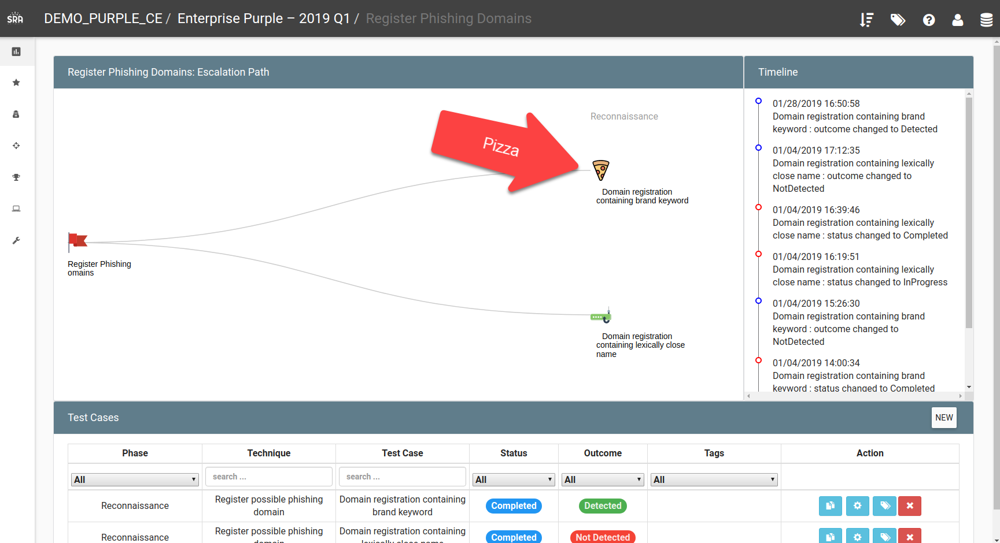 SRA
DEMO_PURPLE_CE / Enterprise Purple – 2019 Q1 / Register Phishing Domains
Register Phishing Domains: Escalation Path
Reconnaissance
Pizza
Domain registration
containing brand keyword
Register Phishing
omains
Domain registration
containing lexically close
name
Timeline
01/28/2019 16:50:58
Domain registration containing brand
keyword : outcome changed to Detected
01/04/2019 17:12:35
Domain registration containing lexically
close name : outcome changed to
NotDetected
01/04/2019 16:39:46
Domain registration containing lexically
close name : status changed to Completed
01/04/2019 16:19:51
Domain registration containing lexically
close name : status changed to InProgress
01/04/2019 15:26:30
Domain registration containing brand
keyword : outcome changed to
NotDetected
01/04/2019 14:00:34
Domain registration containing brand
keyword : status changed to Completed
Test Cases
NEW
Phase Technique Test Case Status Outcome Tags Action
All search ... search ... All All All
Reconnaissance
Register possible phishing
domain
Domain registration containing
brand keyword
Completed
Detected
Reconnaissance
Register possible phishing
domain
Domain registration containing
lexically close name
Completed
Not Detected